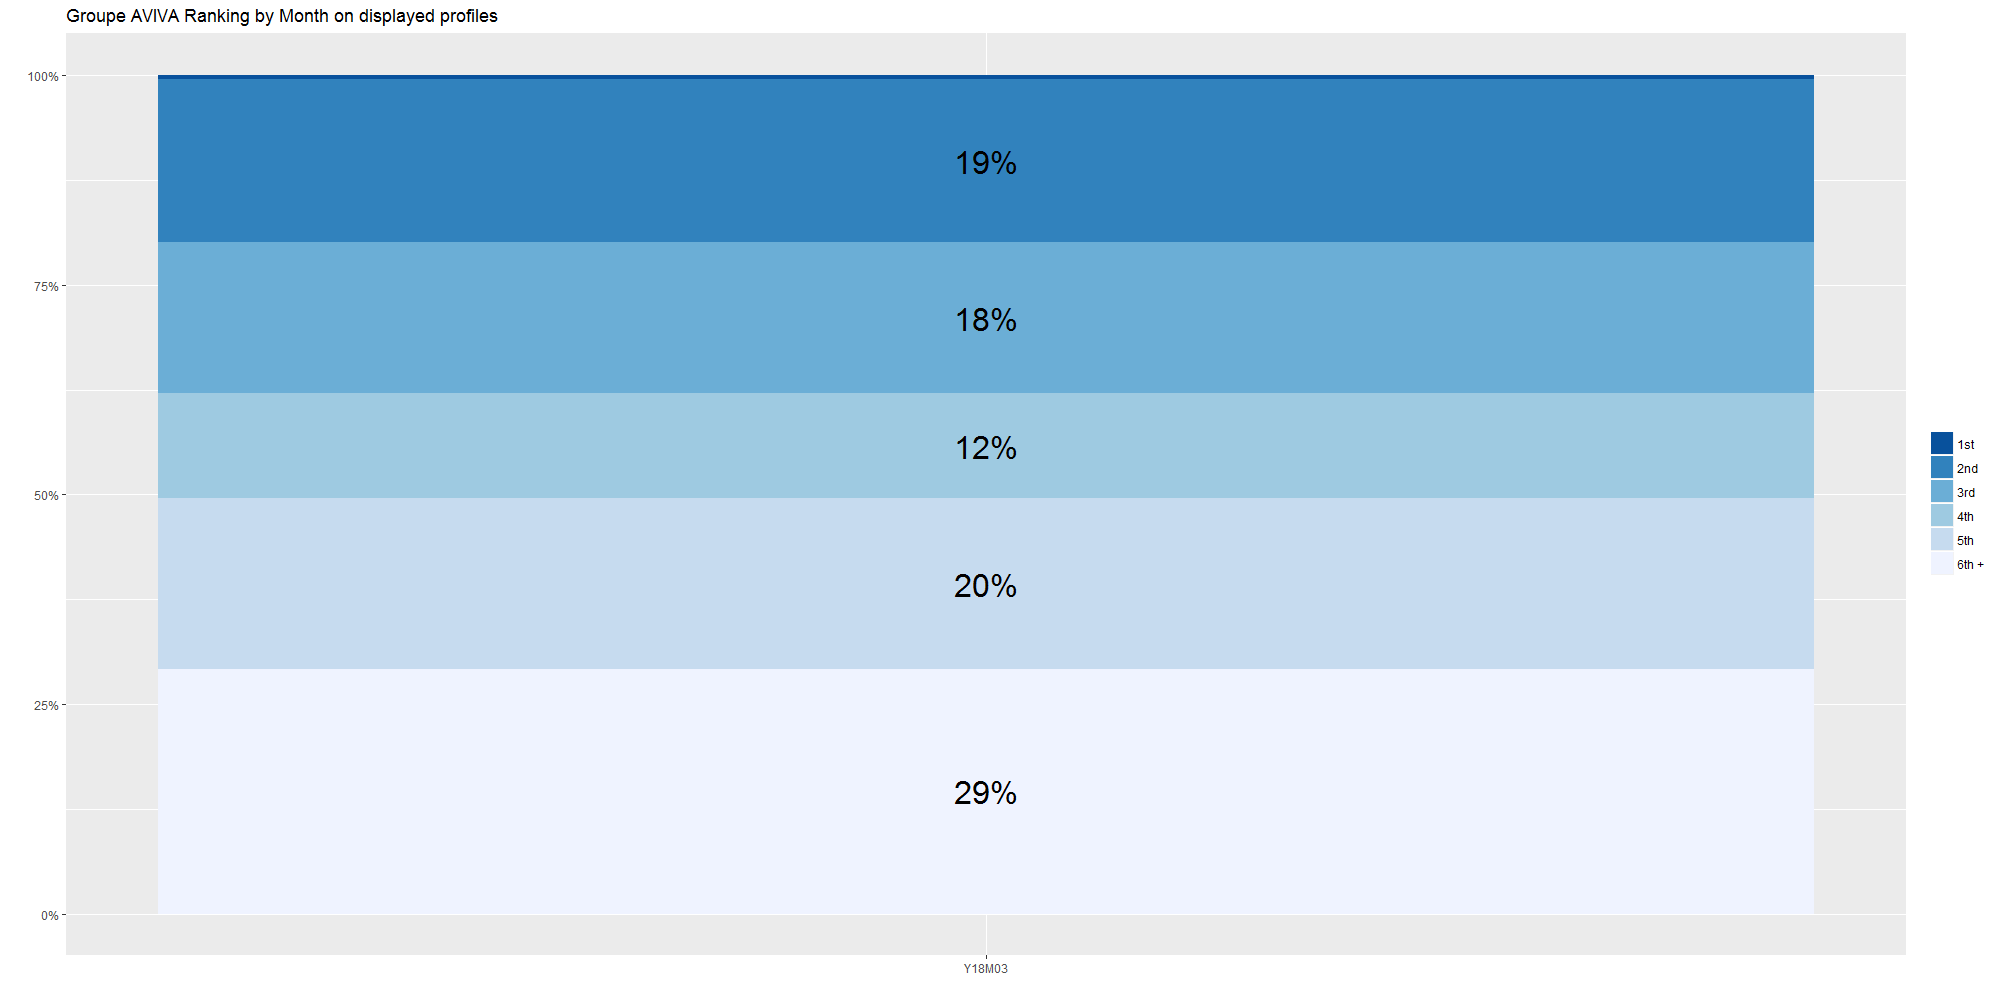 Groupe AVIVA Ranking by Month on displayed profiles
100%
75%
50%
25%
0%
19%
18%
12%
20%
29%
Y18M03
1st
2nd
3rd
4th
5th
6th +